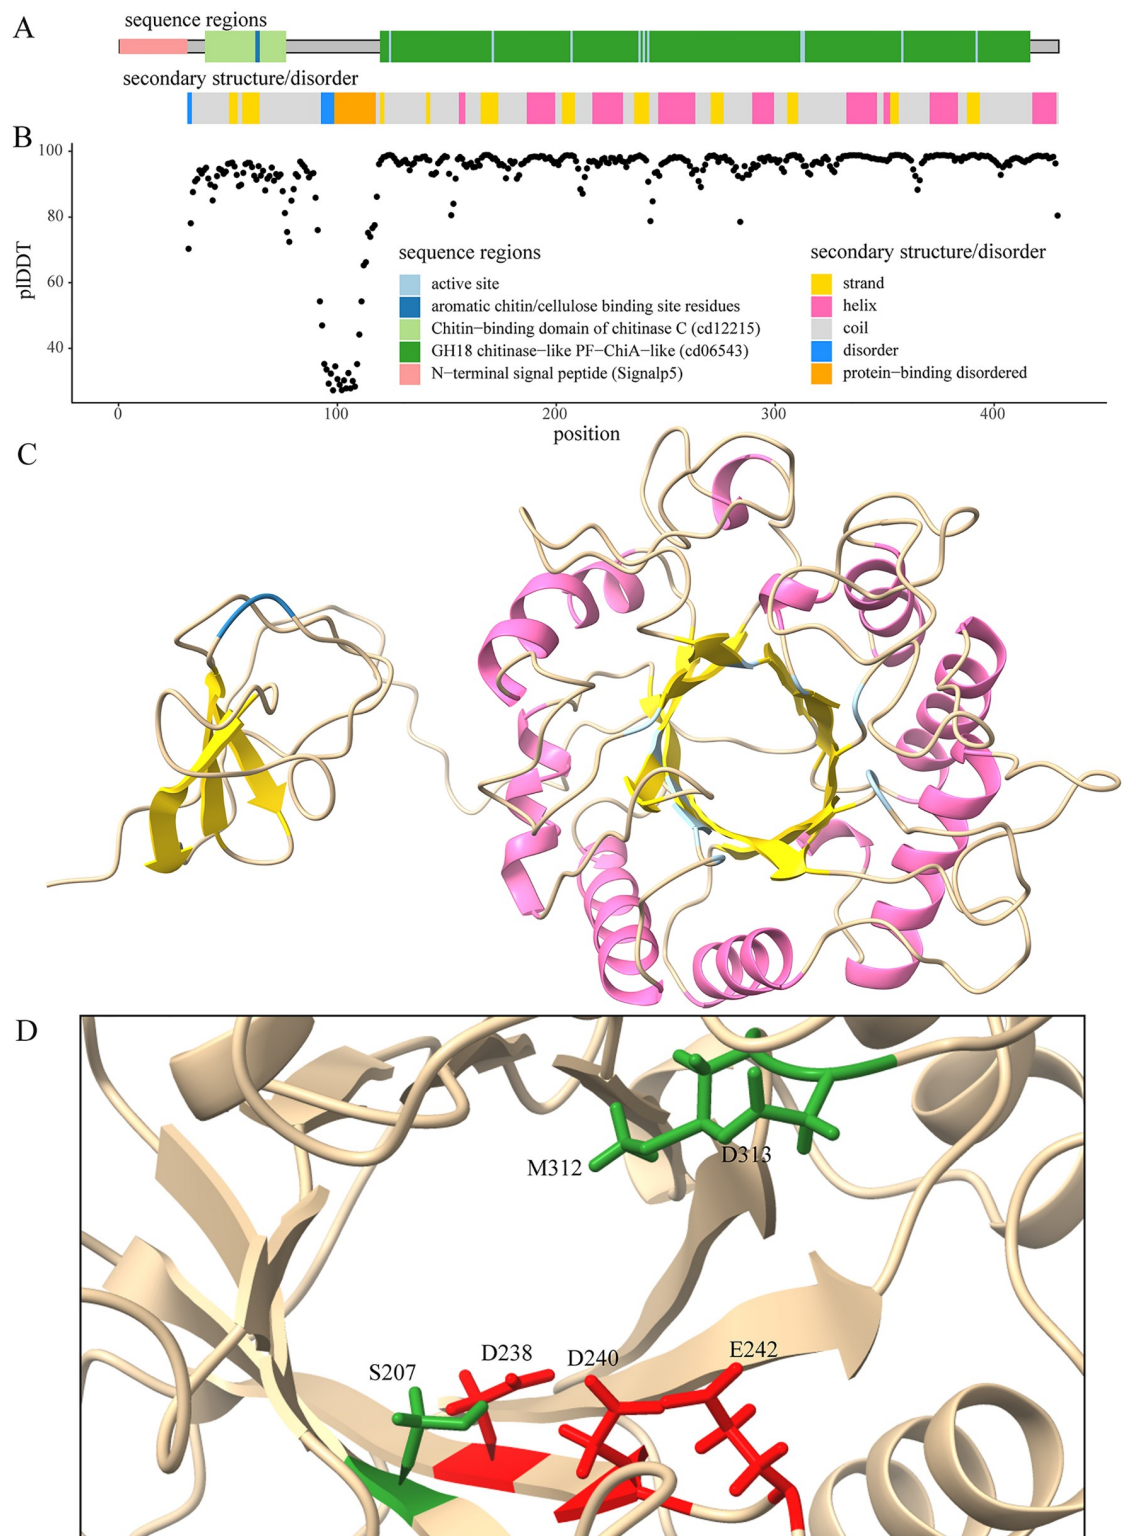 A
sequence regions
secondary structure/disorder
B
100
80
60
40
plDDT
sequence regions
active site
aromatic chitin/cellulose binding site residues
Chitin−binding domain of chitinase C (cd12215)
GH18 chitinase−like PF−ChiA−like (cd06543)
N−terminal signal peptide (Signalp5)
secondary structure/disorder
strand
helix
coil
disorder
protein−binding disordered
0 100 200 300 400
position
C
D
M312
D313
S207
D238
D240
E242